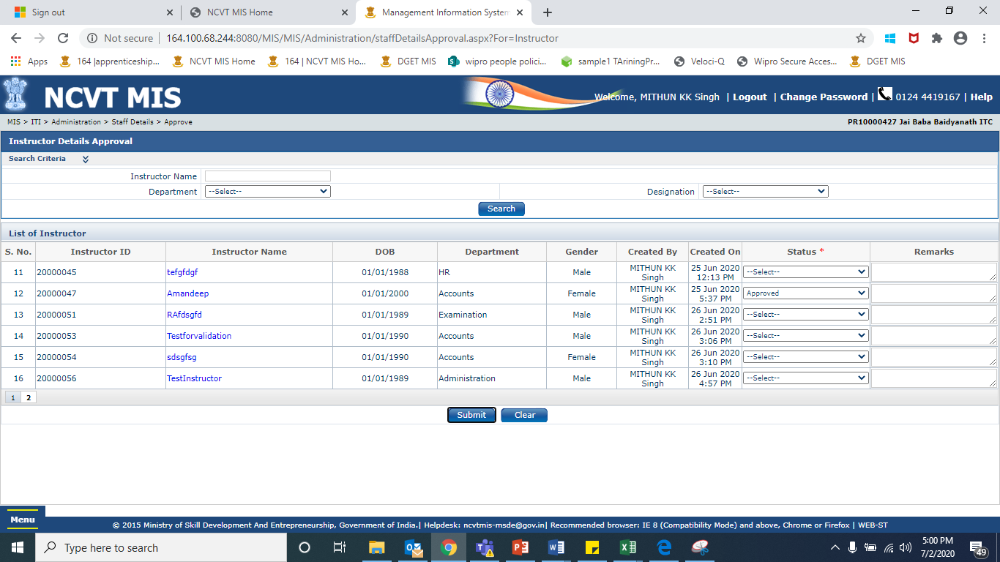 Sign out
NCVT MIS Home
Management Information System
Not secure | 164.100.68.244:8080/MIS/MIS/Administration/staffDetailsApproval.aspx?For=Instructor
Apps 164 |apprenticeship... NCVT MIS Home 164 | NCVT MIS Ho... DGET MIS wipro people polici... sample1 TAriningPr... Veloci-Q Wipro Secure Acces... DGET MIS
NCVT MIS
Welcome, MITHUN KK Singh | Logout | Change Password | 0124 4419167 | Help
MIS > ITI > Administration > Staff Details > Approve
PR10000427 Jai Baba Baidyanath ITC
Instructor Details Approval
Search Criteria
Instructor Name
Department --Select-- Designation --Select--
Search
List of Instructor
S. No. Instructor ID Instructor Name DOB Department Gender Created By Created On Status * Remarks
11 20000045 tefgfdgf 01/01/1988 HR Male MITHUN KK Singh 25 Jun 2020 12:13 PM --Select--
12 20000047 Amandeep 01/01/2000 Accounts Female MITHUN KK Singh 25 Jun 2020 5:37 PM Approved
13 20000051 RAfdsgfd 01/01/1989 Examination Male MITHUN KK Singh 26 Jun 2020 2:51 PM --Select--
14 20000053 Testforvalidation 01/01/1990 Accounts Male MITHUN KK Singh 26 Jun 2020 3:06 PM --Select--
15 20000054 sdsgfsg 01/01/1990 Accounts Female MITHUN KK Singh 26 Jun 2020 3:10 PM --Select--
16 20000056 TestInstructor 01/01/1989 Administration Male MITHUN KK Singh 26 Jun 2020 4:57 PM --Select--
1 2
Submit Clear
Menu
© 2015 Ministry of Skill Development And Entrepreneurship, Government of India.| Helpdesk: ncvtmis-msde@gov.in| Recommended browser: IE 8 (Compatibility Mode) and above, Chrome or Firefox | WEB-ST
Type here to search
5:00 PM
7/2/2020
49